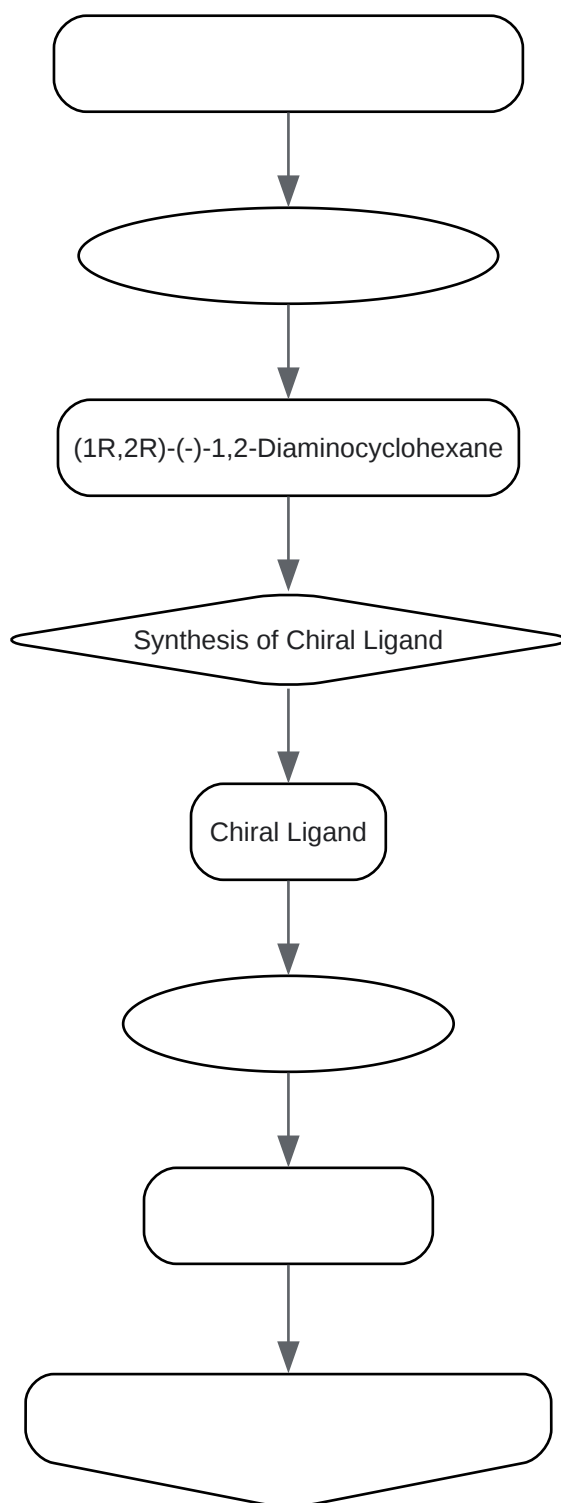 (1R,2R)-(-)-1,2-Diaminocyclohexane
Synthesis of Chiral Ligand
Chiral Ligand